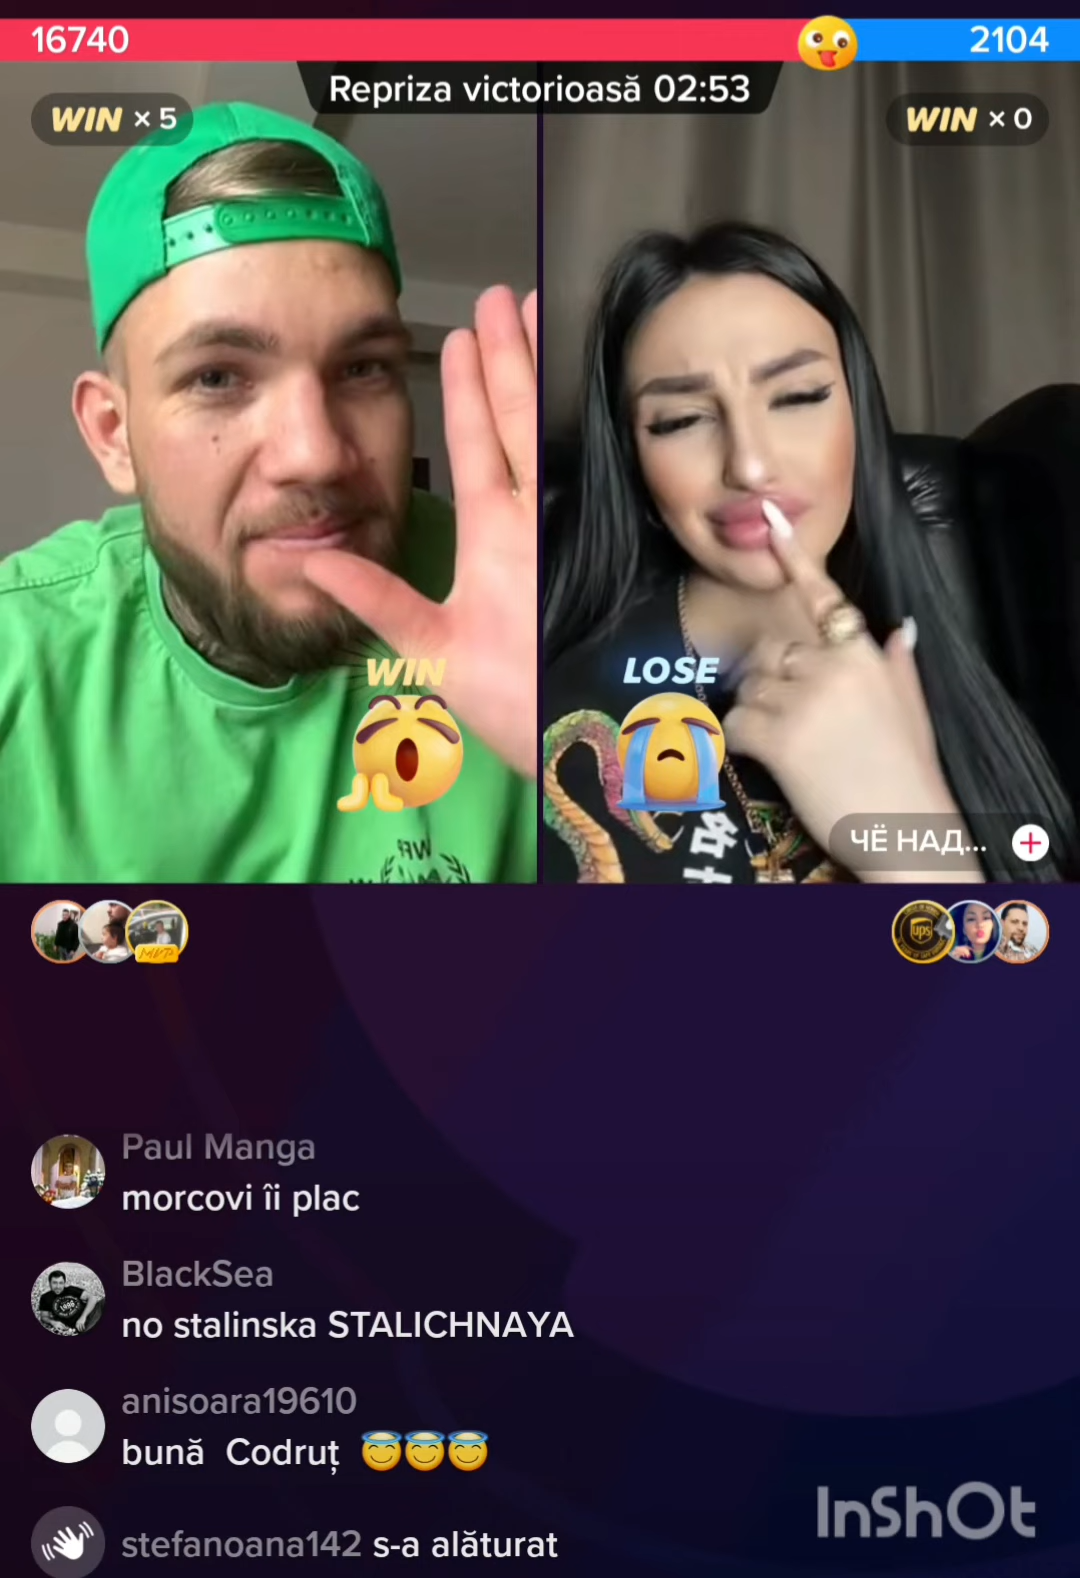 16740
2104
Repriza victorioasă 02:53
WIN × 5
WIN × 0
WIN
LOSE
ЧЁ НАД...
ups
Paul Manga
morcovi îi plac
BlackSea
no stalinska STALICHNAYA
anisoara19610
bună Codruț
stefanoana142 s-a alăturat
InShOt